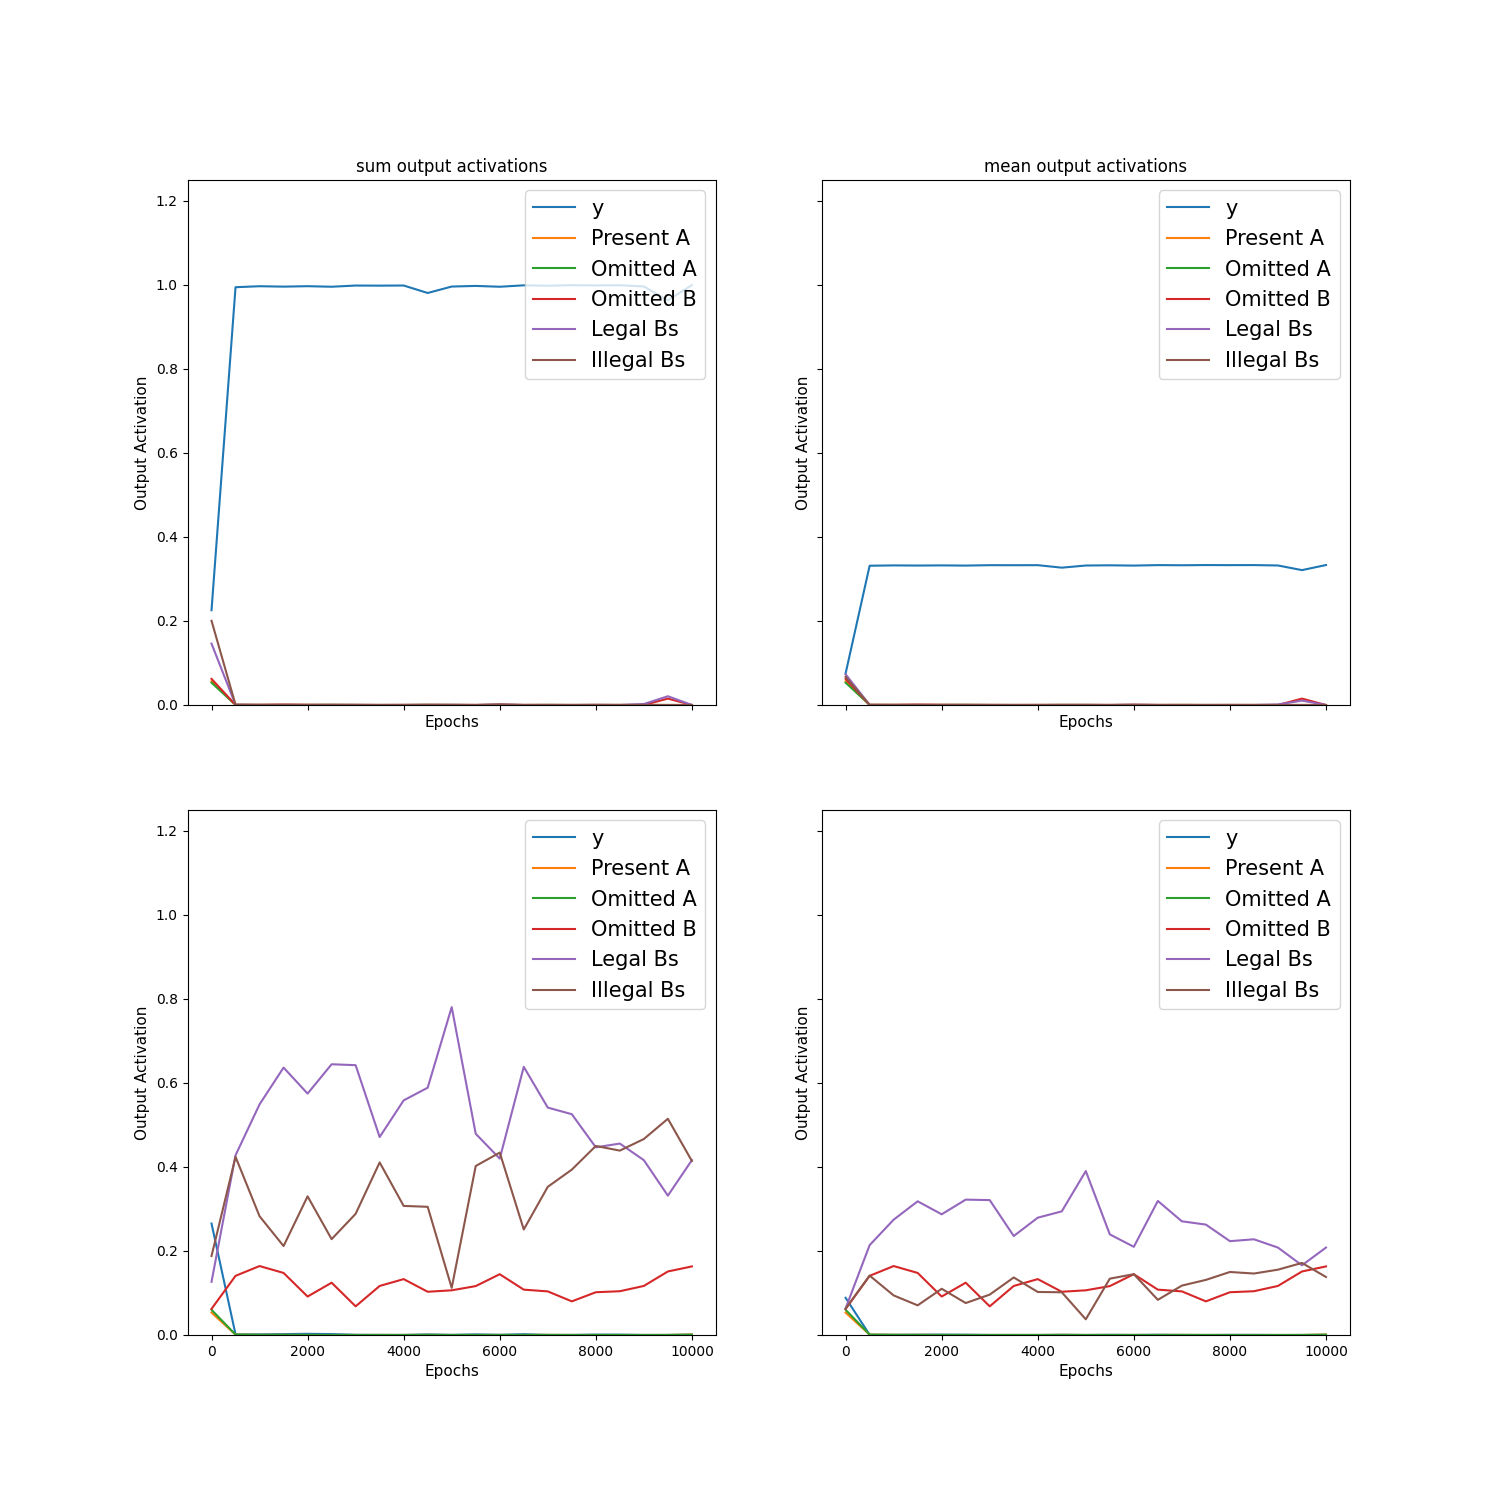 sum output activations
mean output activations
1.2
1.0
0.8
0.6
0.4
0.2
0.0
Output Activation
Epochs
y
Present A
Omitted A
Omitted B
Legal Bs
Illegal Bs
Output Activation
Epochs
y
Present A
Omitted A
Omitted B
Legal Bs
Illegal Bs
1.2
1.0
0.8
0.6
0.4
0.2
0.0
Output Activation
0 2000 4000 6000 8000 10000
Epochs
y
Present A
Omitted A
Omitted B
Legal Bs
Illegal Bs
Output Activation
0 2000 4000 6000 8000 10000
Epochs
y
Present A
Omitted A
Omitted B
Legal Bs
Illegal Bs